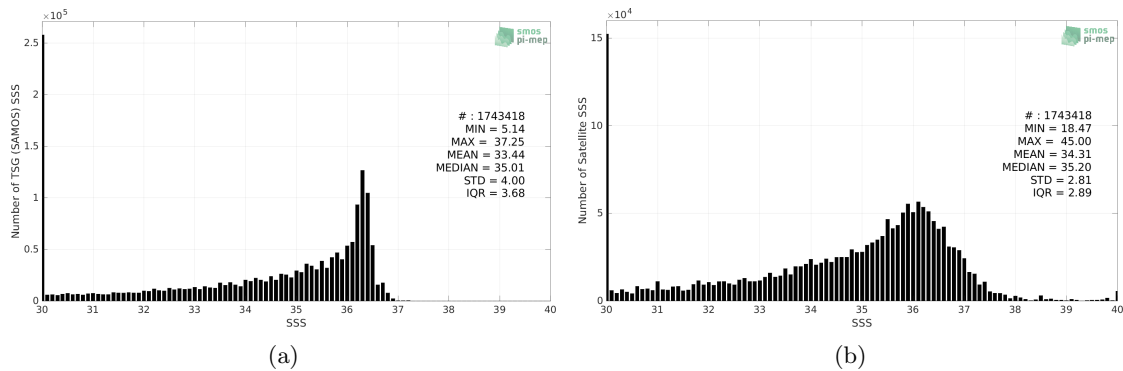 ×10⁵
smos
pi-mep
2.5
2
1.5
1
0.5
0
Number of TSG (SAMOS) SSS
# : 1743418
MIN = 5.14
MAX = 37.25
MEAN = 33.44
MEDIAN = 35.01
STD = 4.00
IQR = 3.68
30 31 32 33 34 35 36 37 38 39 40
SSS
(a)
×10⁴
smos
pi-mep
15
10
5
0
Number of Satellite SSS
# : 1743418
MIN = 18.47
MAX = 45.00
MEAN = 34.31
MEDIAN = 35.20
STD = 2.81
IQR = 2.89
30 31 32 33 34 35 36 37 38 39 40
SSS
(b)